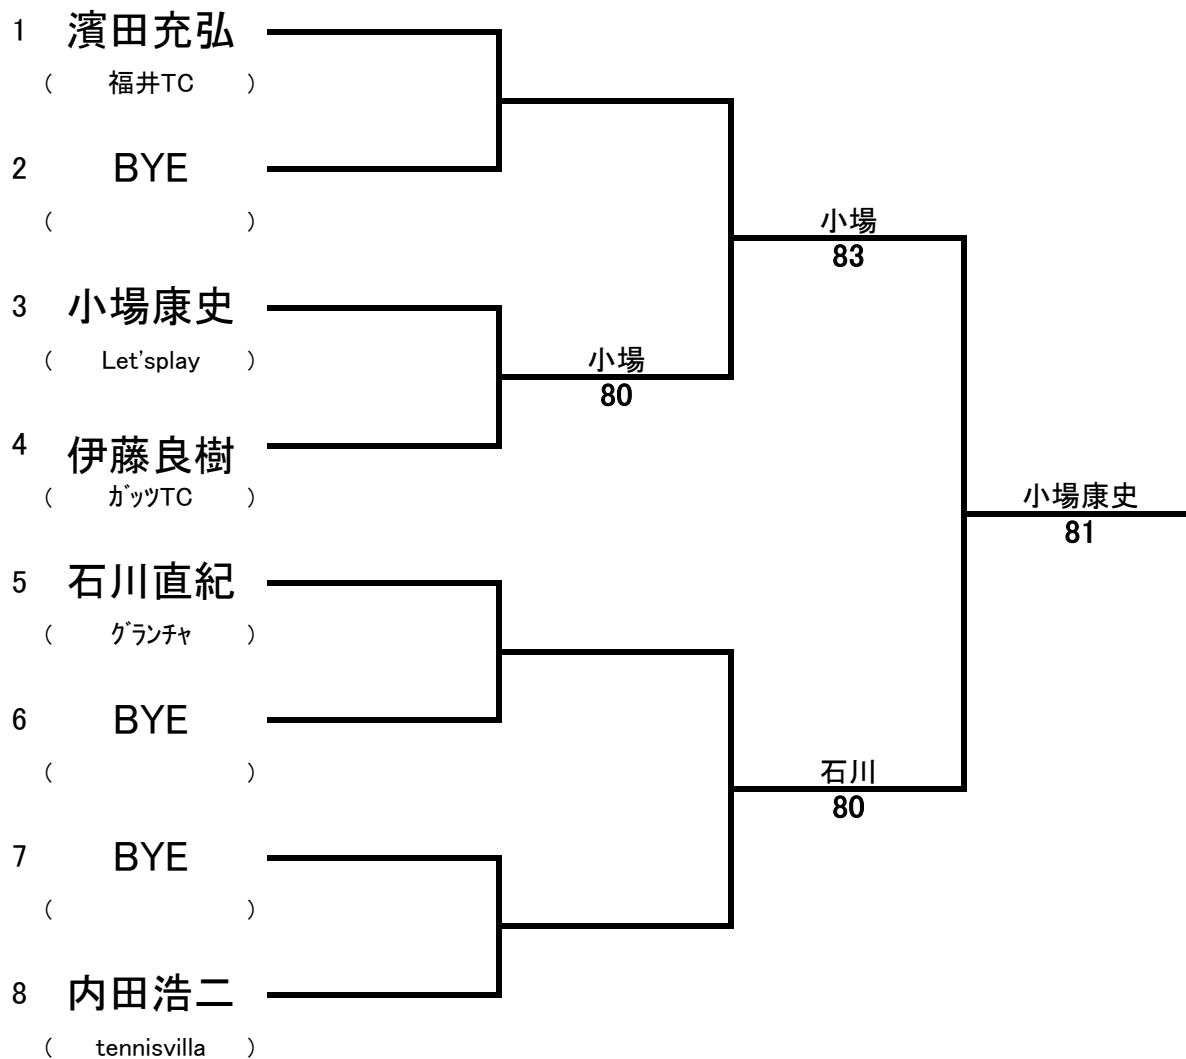 1 濱田充弘
( 福井TC )
2 BYE
( )
小場
83
3 小場康史
( Let'splay )
小場
80
4 伊藤良樹
( ｶﾞｯﾂTC )
小場康史
81
5 石川直紀
( ｸﾞﾗﾝﾁｬ )
6 BYE
( )
石川
80
7 BYE
( )
8 内田浩二
( tennisvilla )